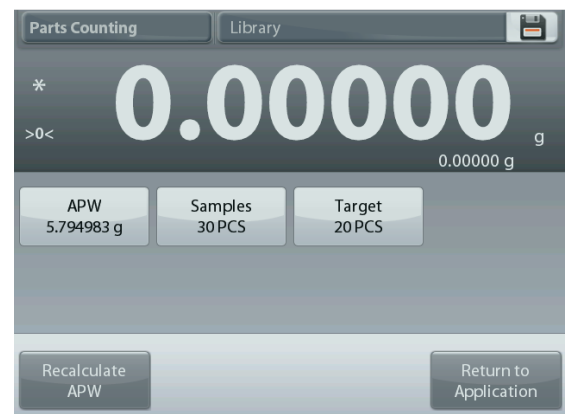 Parts Counting
Library
*
0.00000 g
>0<
0.00000 g
APW
5.794983 g
Samples
30 PCS
Target
20 PCS
Recalculate
APW
Return to
Application